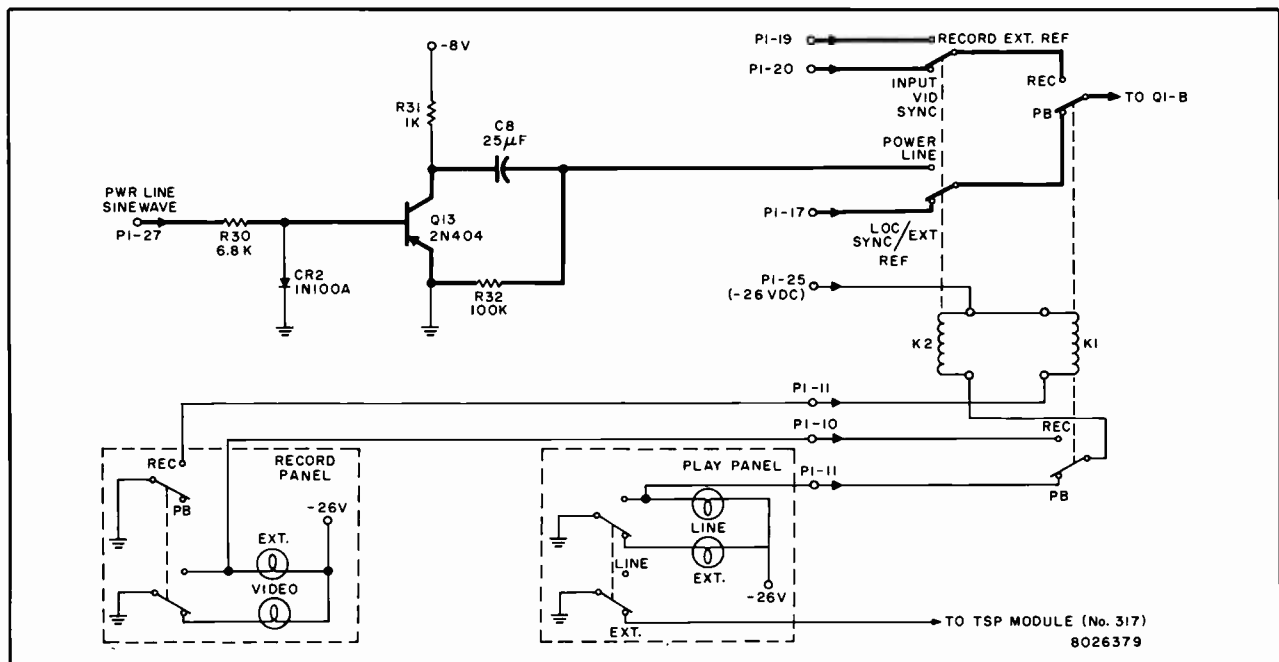 -8V
R31
1K
C8
25μF
PWR LINE
SINEWAVE
P1-27
R30
6.8K
CR2
1N100A
Q13
2N404
R32
100K
P1-19
RECORD EXT. REF
P1-20
INPUT
VID
SYNC
REC
PB
TO Q1-B
POWER
LINE
P1-17
LOC
SYNC/EXT
REF
P1-25
(-26VDC)
K2
K1
P1-11
P1-10
REC
P1-11
PB
RECORD
PANEL
REC
PB
-26V
EXT.
VIDEO
PLAY PANEL
LINE
LINE
EXT.
-26V
EXT.
TO TSP MODULE (No. 317)
8026379